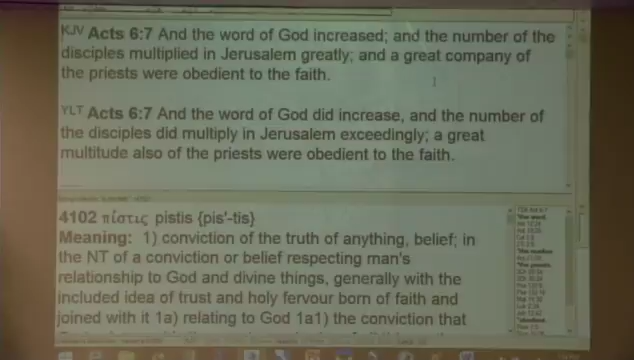 KJV Acts 6:7 And the word of God increased; and the number of the
disciples multiplied in Jerusalem greatly; and a great company of
the priests were obedient to the faith.
YLT Acts 6:7 And the word of God did increase, and the number of
the disciples did multiply in Jerusalem exceedingly; a great
multitude also of the priests were obedient to the faith.
4102 πίστις pistis {pis'-tis}
Meaning: 1) conviction of the truth of anything, belief; in
the NT of a conviction or belief respecting man's
relationship to God and divine things, generally with the
included idea of trust and holy fervour born of faith and
joined with it 1a) relating to God 1a1) the conviction that